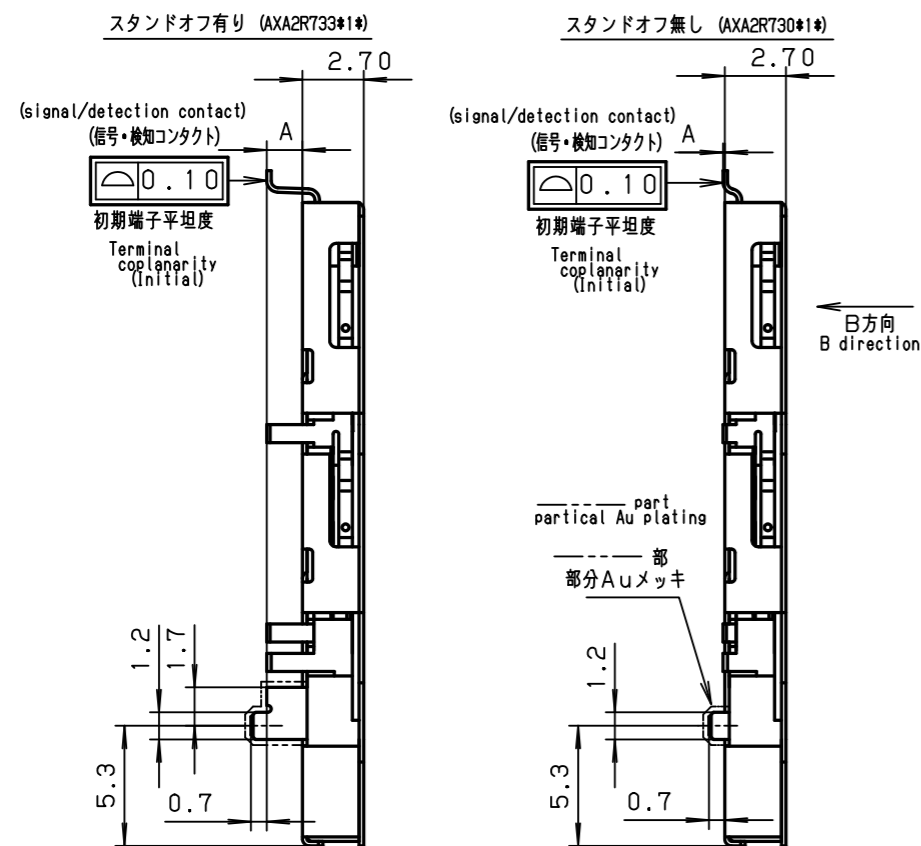 スタンドオフ有り (AXA2R733*1*)
2.70
(signal/detection contact)
(信号・検知コンタクト)
A
0.10
初期端子平坦度
Terminal
coplanarity
(Initial)
1.2
1.7
5.3
0.7
スタンドオフ無し (AXA2R730*1*)
2.70
(signal/detection contact)
(信号・検知コンタクト)
A
0.10
初期端子平坦度
Terminal
coplanarity
(Initial)
B方向
B direction
part
partical Au plating
部
部分Auメッキ
1.2
5.3
0.7